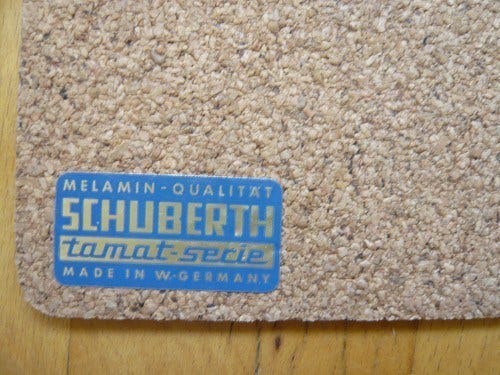 MELAMIN-QUALITÄT
SCHUBERTH
tamat-serie
MADE IN W.-GERMANY